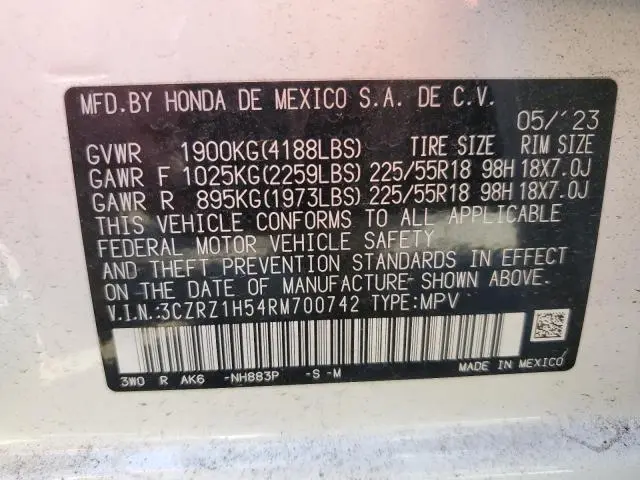 MFD.BY HONDA DE MEXICO S.A. DE C.V.
05/'23
GVWR 1900KG(4188LBS) TIRE SIZE RIM SIZE
GAWR F 1025KG(2259LBS) 225/55R18 98H 18X7.0J
GAWR R 895KG(1973LBS) 225/55R18 98H 18X7.0J
THIS VEHICLE CONFORMS TO ALL APPLICABLE
FEDERAL MOTOR VEHICLE SAFETY
AND THEFT PREVENTION STANDARDS IN EFFECT
ON THE DATE OF MANUFACTURE SHOWN ABOVE.
V.I.N.:3CZRZ1H54RM700742 TYPE:MPV
MADE IN MEXICO
3W0 R AK6 -NH883P -S -M